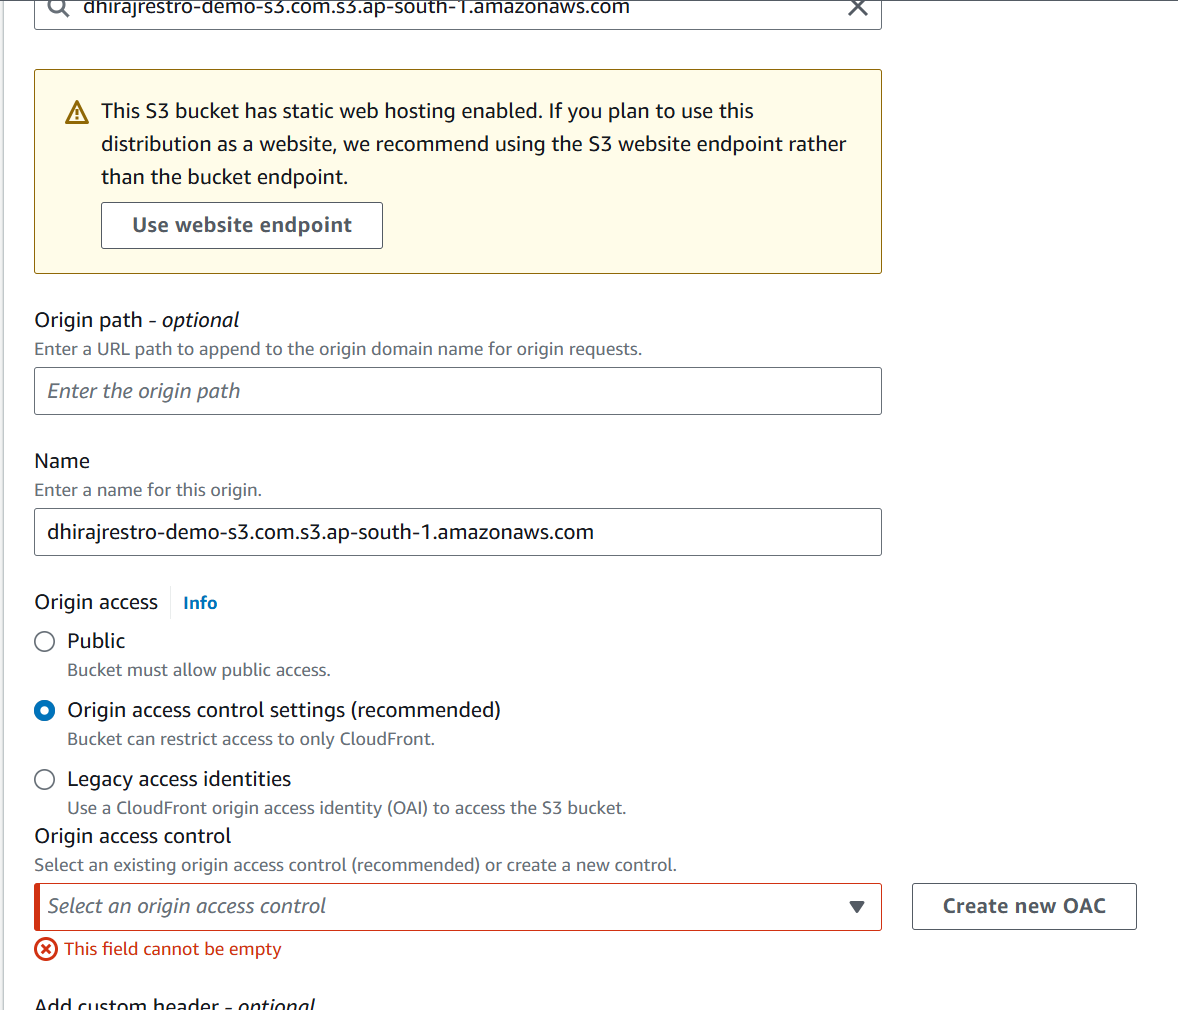 dhirajrestro-demo-s3.com.s3.ap-south-1.amazonaws.com
This S3 bucket has static web hosting enabled. If you plan to use this
distribution as a website, we recommend using the S3 website endpoint rather
than the bucket endpoint.
Use website endpoint
Origin path - optional
Enter a URL path to append to the origin domain name for origin requests.
Enter the origin path
Name
Enter a name for this origin.
dhirajrestro-demo-s3.com.s3.ap-south-1.amazonaws.com
Origin access Info
Public
Bucket must allow public access.
Origin access control settings (recommended)
Bucket can restrict access to only CloudFront.
Legacy access identities
Use a CloudFront origin access identity (OAI) to access the S3 bucket.
Origin access control
Select an existing origin access control (recommended) or create a new control.
Select an origin access control
Create new OAC
This field cannot be empty
Add custom header - optional